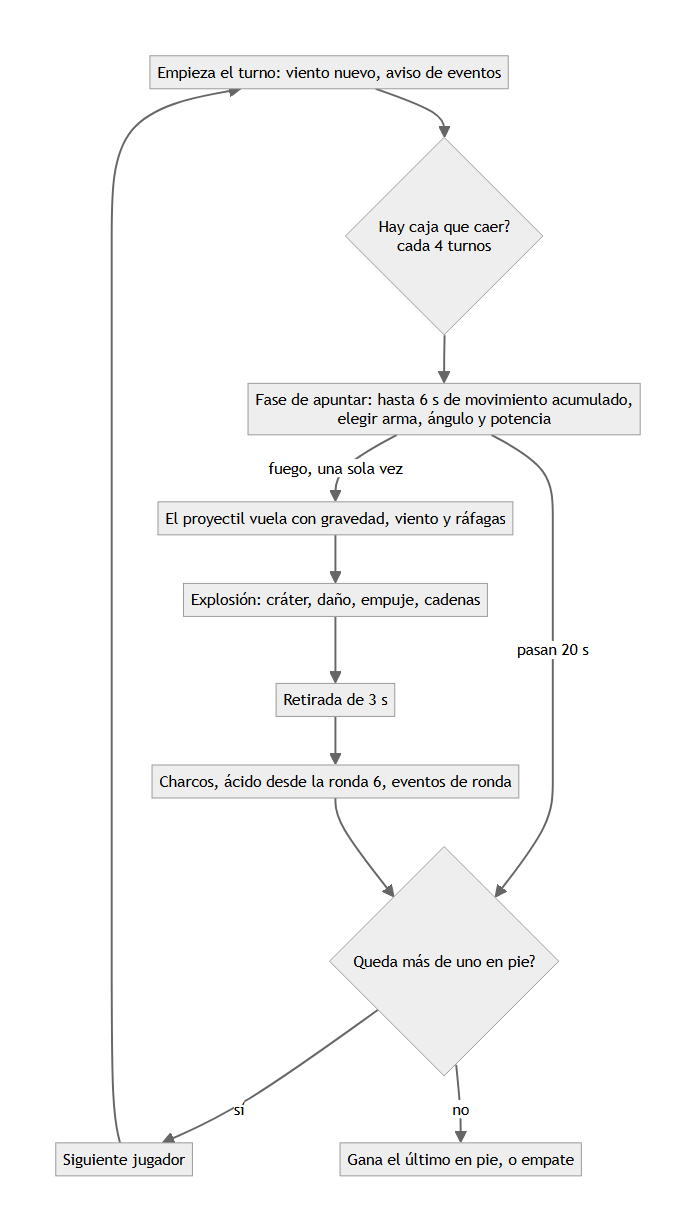 Empieza el turno: viento nuevo, aviso de eventos
Hay caja que caer?
cada 4 turnos
Fase de apuntar: hasta 6 s de movimiento acumulado,
elegir arma, ángulo y potencia
fuego, una sola vez
El proyectil vuela con gravedad, viento y ráfagas
Explosión: cráter, daño, empuje, cadenas
pasan 20 s
Retirada de 3 s
Charcos, ácido desde la ronda 6, eventos de ronda
Queda más de uno en pie?
sí
no
Siguiente jugador
Gana el último en pie, o empate